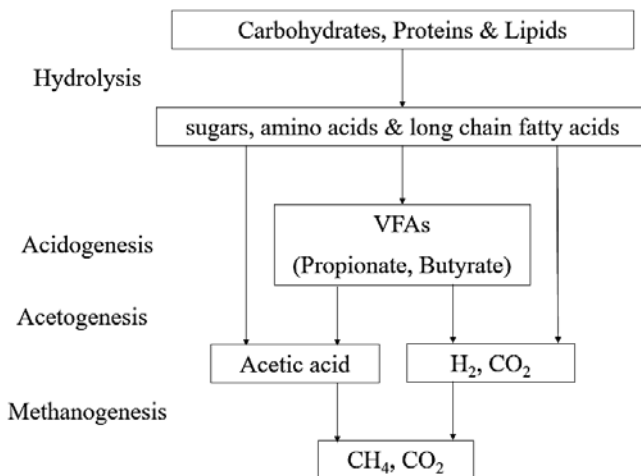 Carbohydrates, Proteins & Lipids
Hydrolysis
sugars, amino acids & long chain fatty acids
VFAs
Acidogenesis
(Propionate, Butyrate)
Acetogenesis
Acetic acid
H₂, CO₂
Methanogenesis
CH₄, CO₂